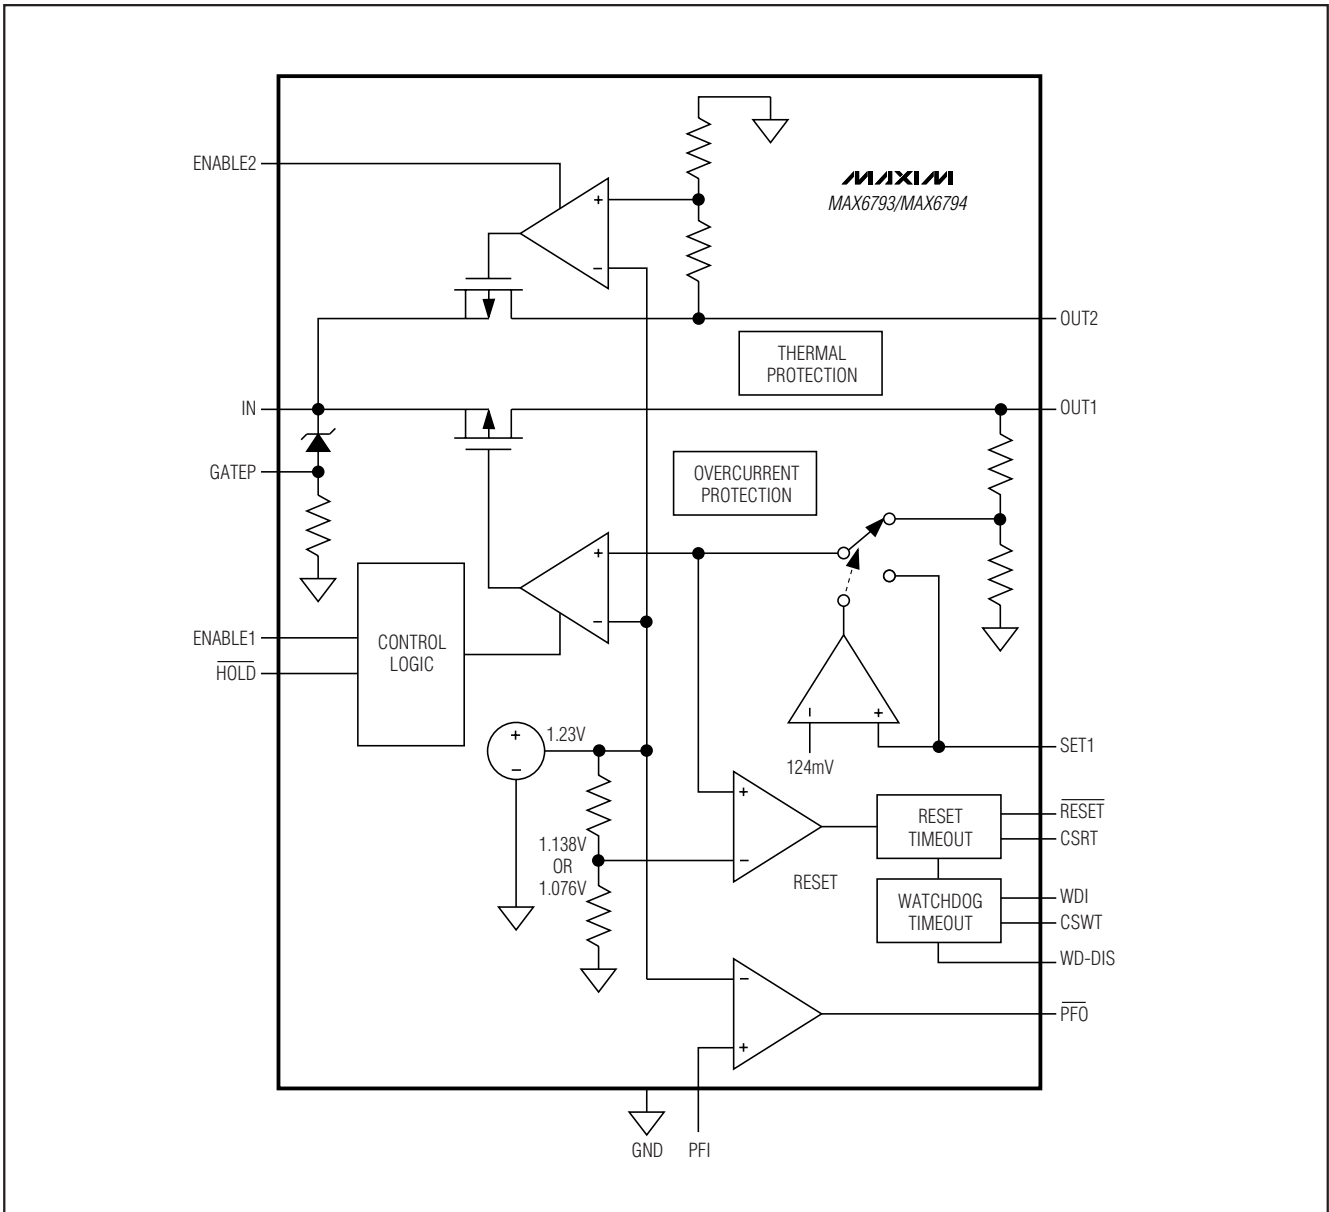 MAXIM
MAX6793/MAX6794
ENABLE2
+
−
OUT2
THERMAL
PROTECTION
IN
OUT1
GATEP
OVERCURRENT
PROTECTION
+
−
ENABLE1
HOLD
CONTROL
LOGIC
− +
124mV
SET1
+
−
1.23V
1.138V
OR
1.076V
+
−
RESET
RESET
TIMEOUT
RESET
CSRT
WATCHDOG
TIMEOUT
WDI
CSWT
WD-DIS
−
+
PFO
GND
PFI